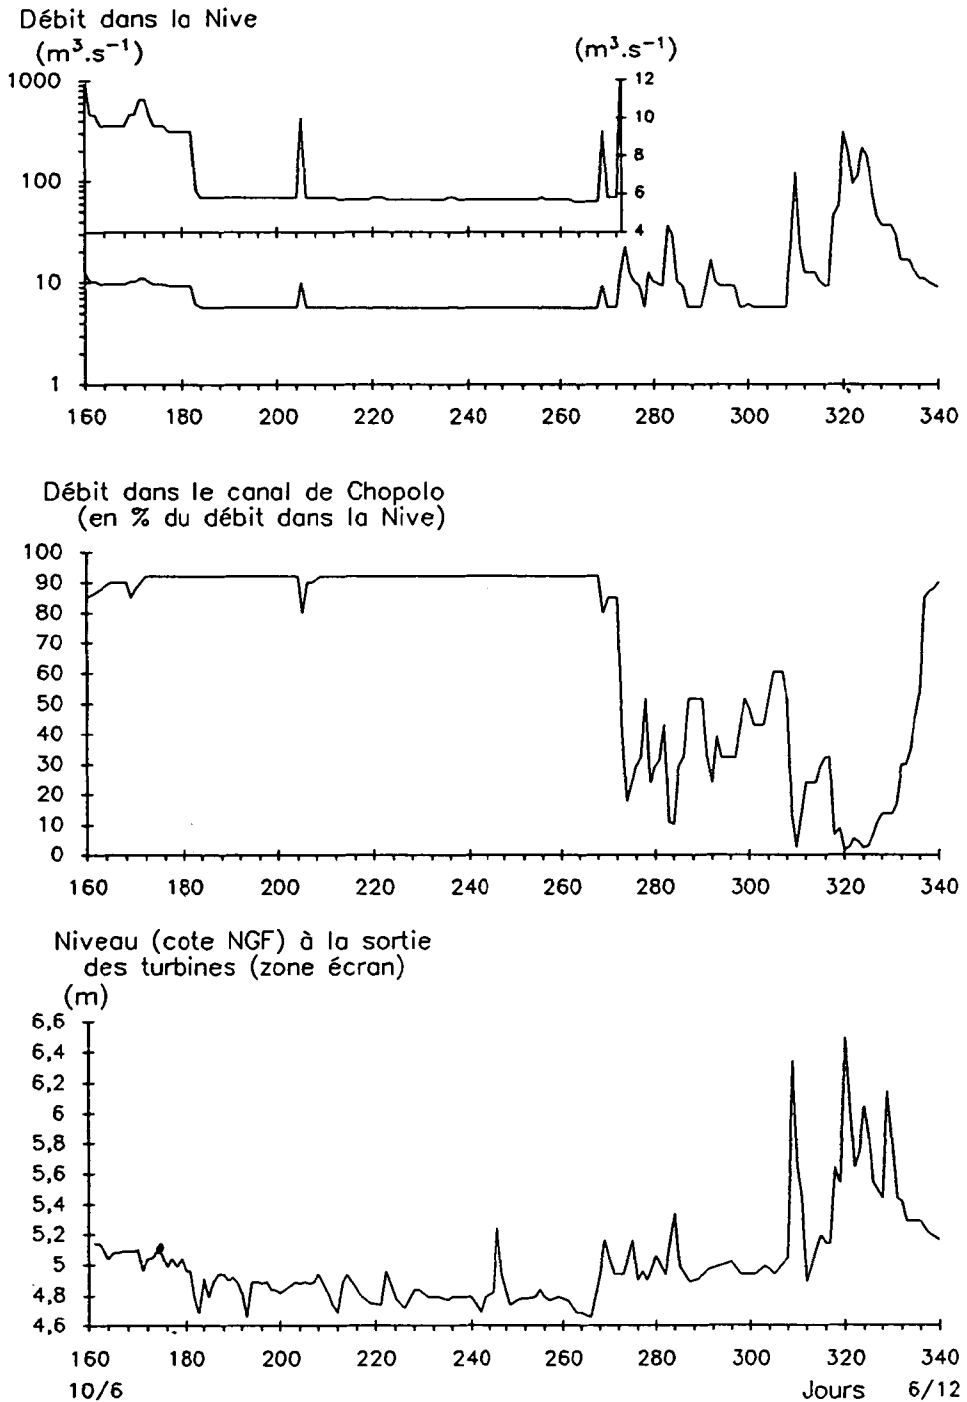 Débit dans la Nive
(m³.s⁻¹)
(m³.s⁻¹)
1000
100
10
1
12
10
8
6
4
160 180 200 220 240 260 280 300 320 340
Débit dans le canal de Chopolo
(en % du débit dans la Nive)
100
90
80
70
60
50
40
30
20
10
0
160 180 200 220 240 260 280 300 320 340
Niveau (cote NGF) à la sortie
des turbines (zone écran)
(m)
6,6
6,4
6,2
6
5,8
5,6
5,4
5,2
5
4,8
4,6
160 180 200 220 240 260 280 300 320 340
10/6 Jours 6/12